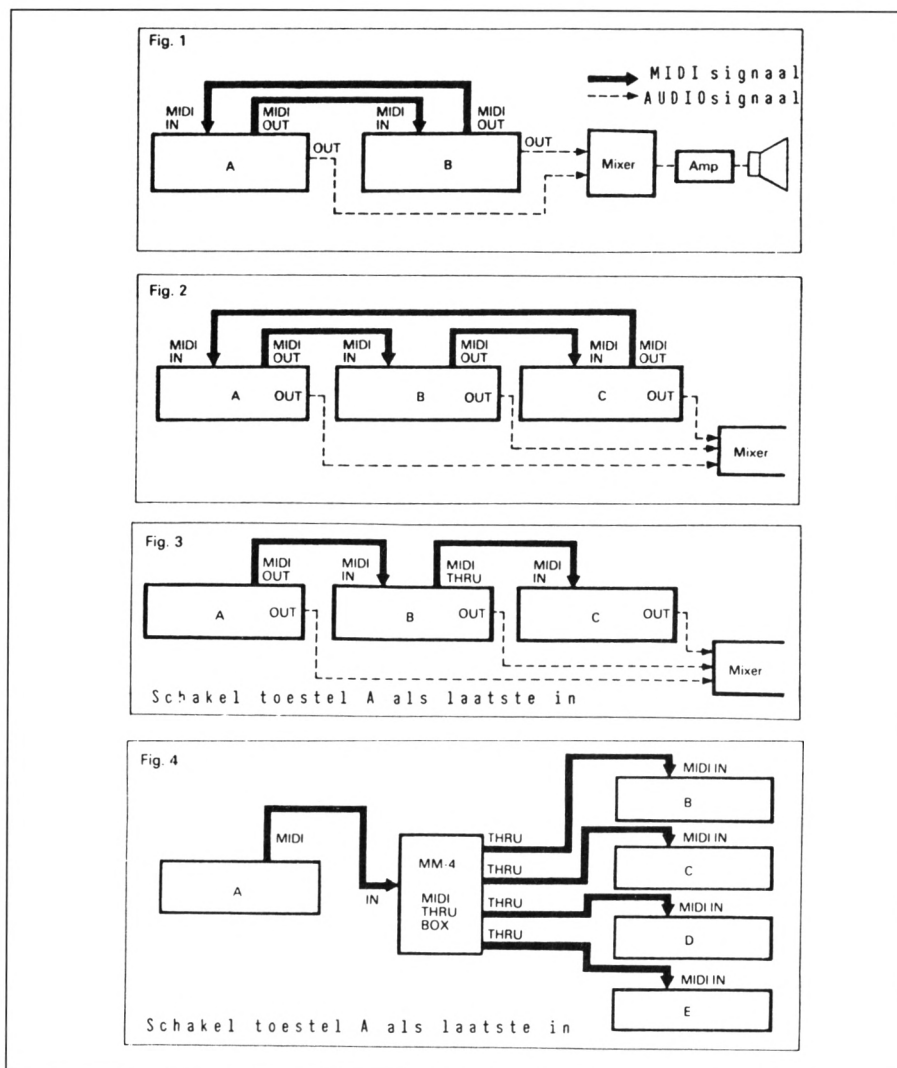 Fig. 1
MIDI signaal
AUDIOsignaal
MIDI IN
MIDI OUT
MIDI IN
MIDI OUT
OUT
OUT
A
B
Mixer
Amp
Fig. 2
MIDI IN
MIDI OUT
MIDI IN
MIDI OUT
MIDI IN
MIDI OUT
A
OUT
B
OUT
C
OUT
Mixer
Fig. 3
MIDI OUT
MIDI IN
MIDI THRU
MIDI IN
A
OUT
B
OUT
C
OUT
Mixer
Schakel toestel A als laatste in
Fig. 4
MIDI
A
IN
MM-4
MIDI
THRU
BOX
THRU
THRU
THRU
THRU
MIDI IN
B
MIDI IN
C
MIDI IN
D
MIDI IN
E
Schakel toestel A als laatste in